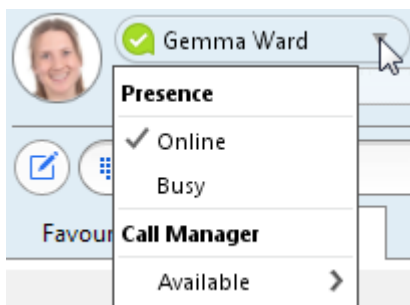 Gemma Ward
Presence
Online
Busy
Favour
Call Manager
Available